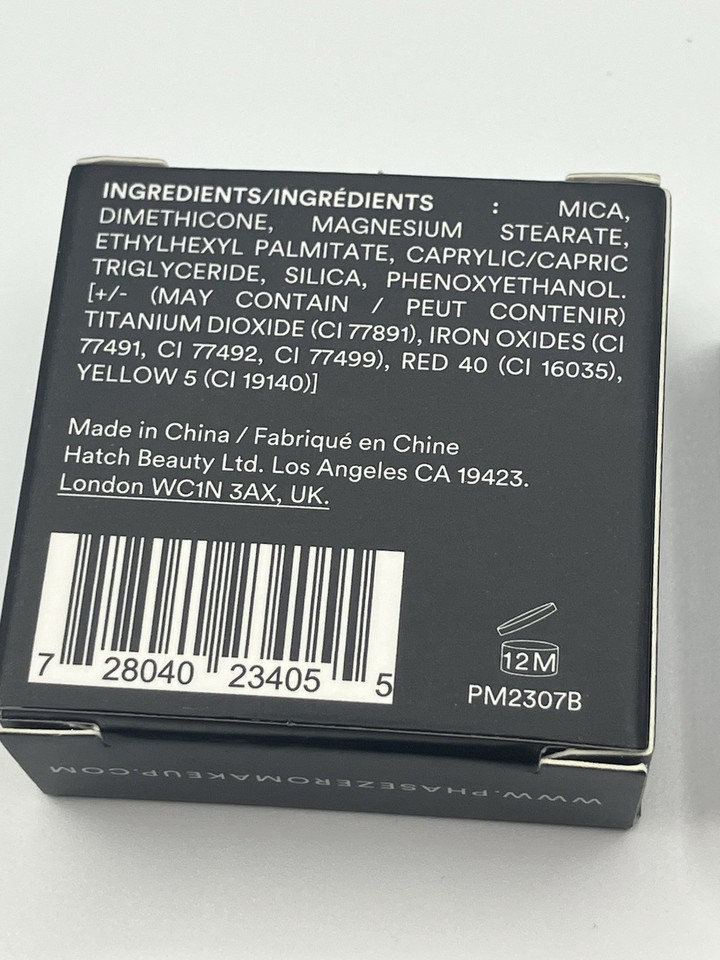 INGREDIENTS/INGRÉDIENTS : MICA,
DIMETHICONE, MAGNESIUM STEARATE,
ETHYLHEXYL PALMITATE, CAPRYLIC/CAPRIC
TRIGLYCERIDE, SILICA, PHENOXYETHANOL.
[+/- (MAY CONTAIN / PEUT CONTENIR)
TITANIUM DIOXIDE (CI 77891), IRON OXIDES (CI
77491, CI 77492, CI 77499), RED 40 (CI 16035),
YELLOW 5 (CI 19140)]
Made in China / Fabriqué en Chine
Hatch Beauty Ltd. Los Angeles CA 19423.
London WC1N 3AX, UK.
7 28040 23405 5
12M
PM2307B
WWW.PHASEZEROMAKEUP.COM